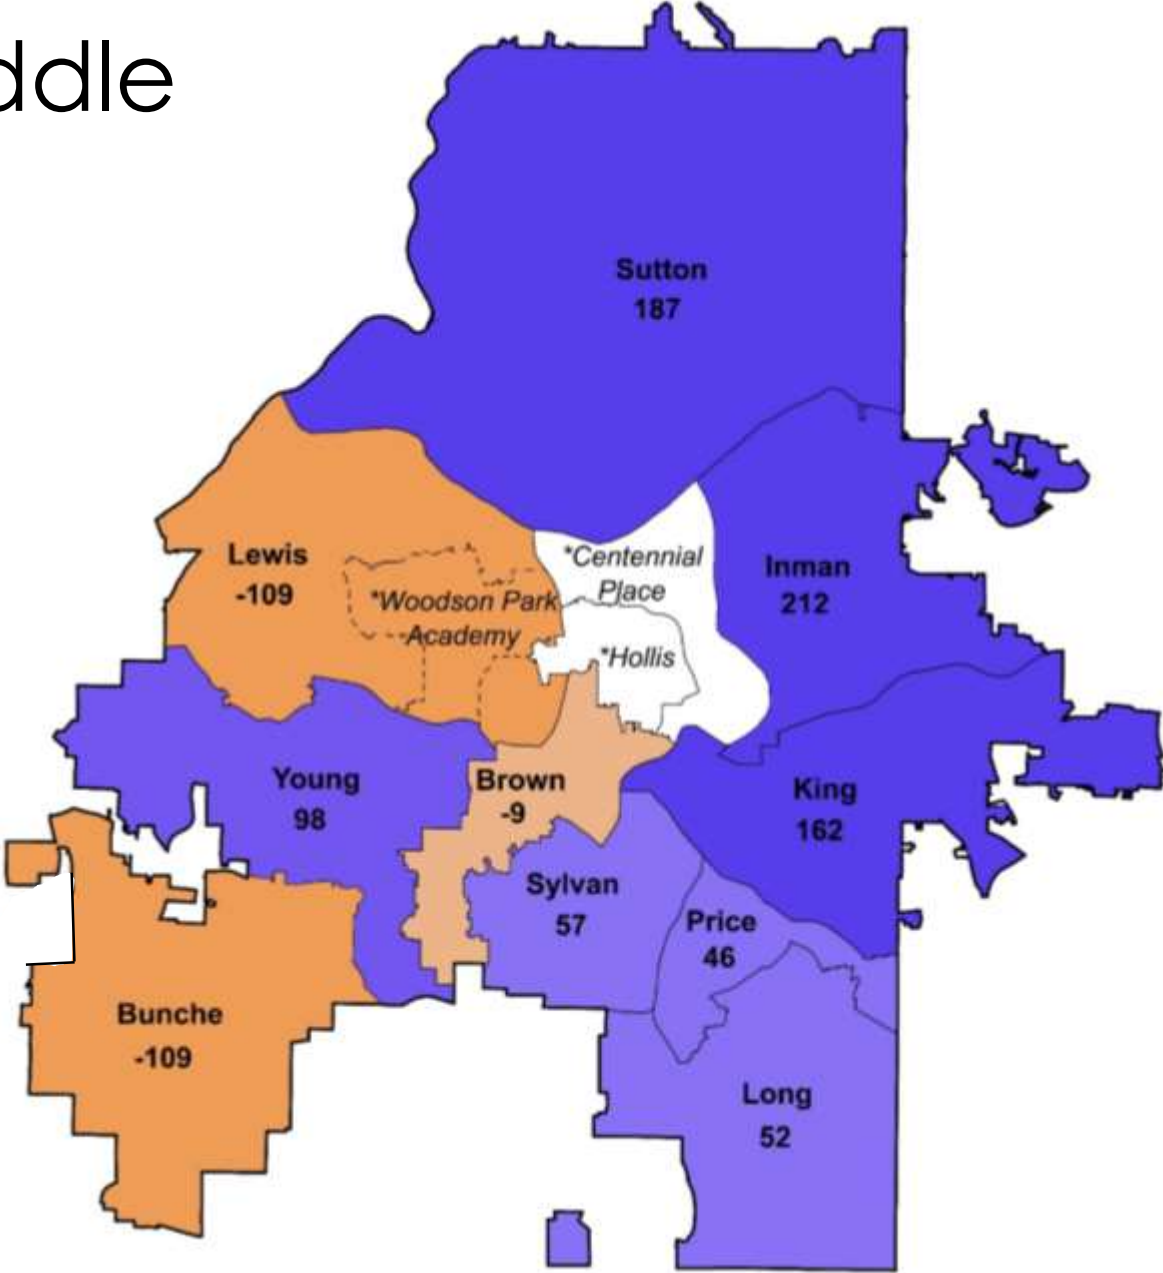 ddle
Sutton
187
Lewis
-109
*Woodson Park
Academy
*Centennial
Place
*Hollis
Inman
212
Young
98
Brown
-9
King
162
Sylvan
57
Price
46
Bunche
-109
Long
52